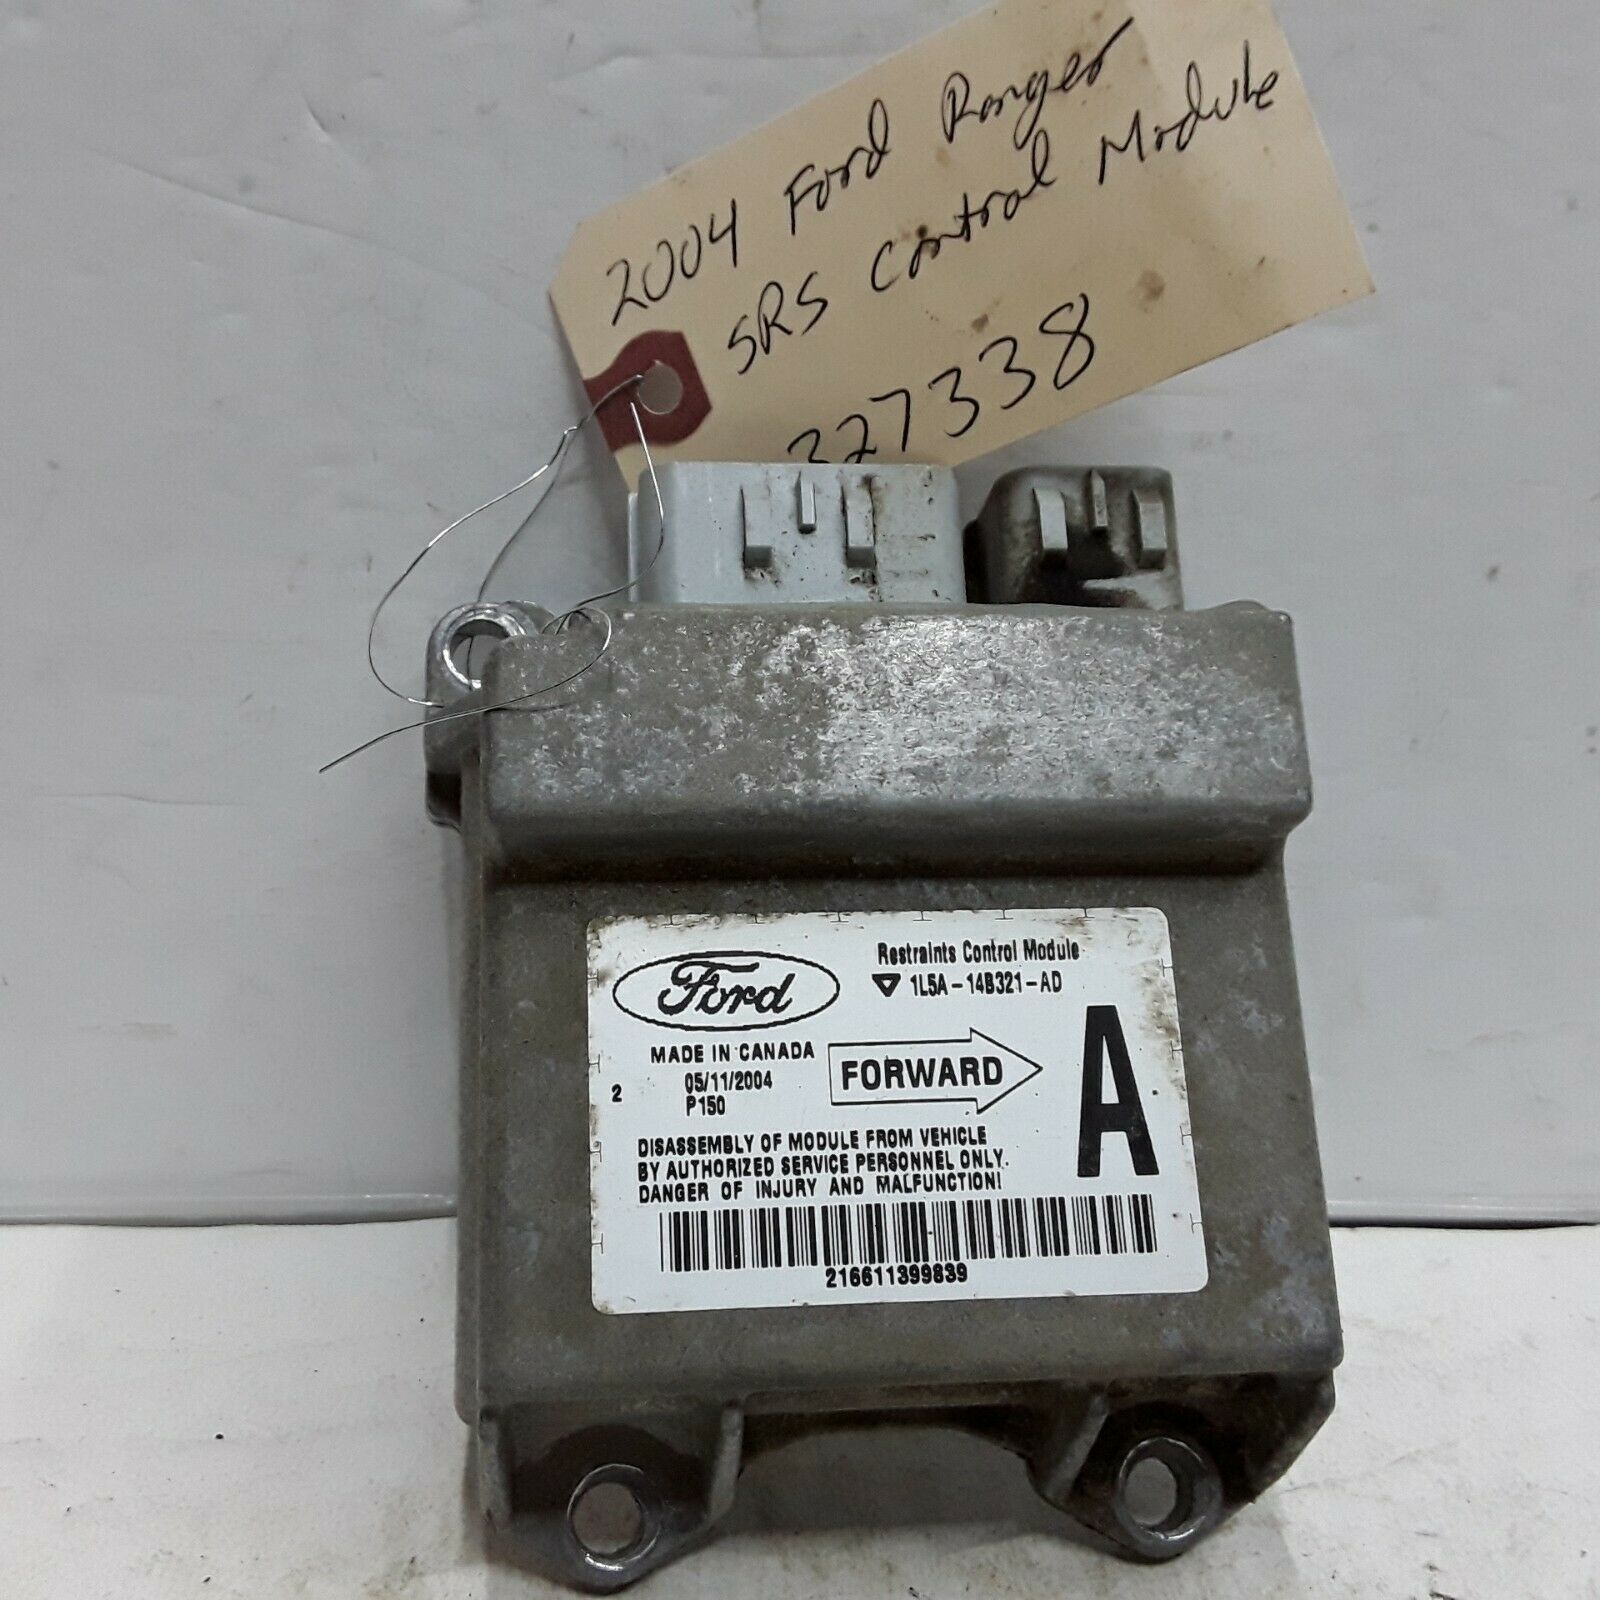 2004 Ford Ranger
SRS Control Module
327338
Ford
Restraints Control Module
1L5A-14B321-AD
MADE IN CANADA
05/11/2004
2
P150
FORWARD
A
DISASSEMBLY OF MODULE FROM VEHICLE
BY AUTHORIZED SERVICE PERSONNEL ONLY.
DANGER OF INJURY AND MALFUNCTION!
216611399839